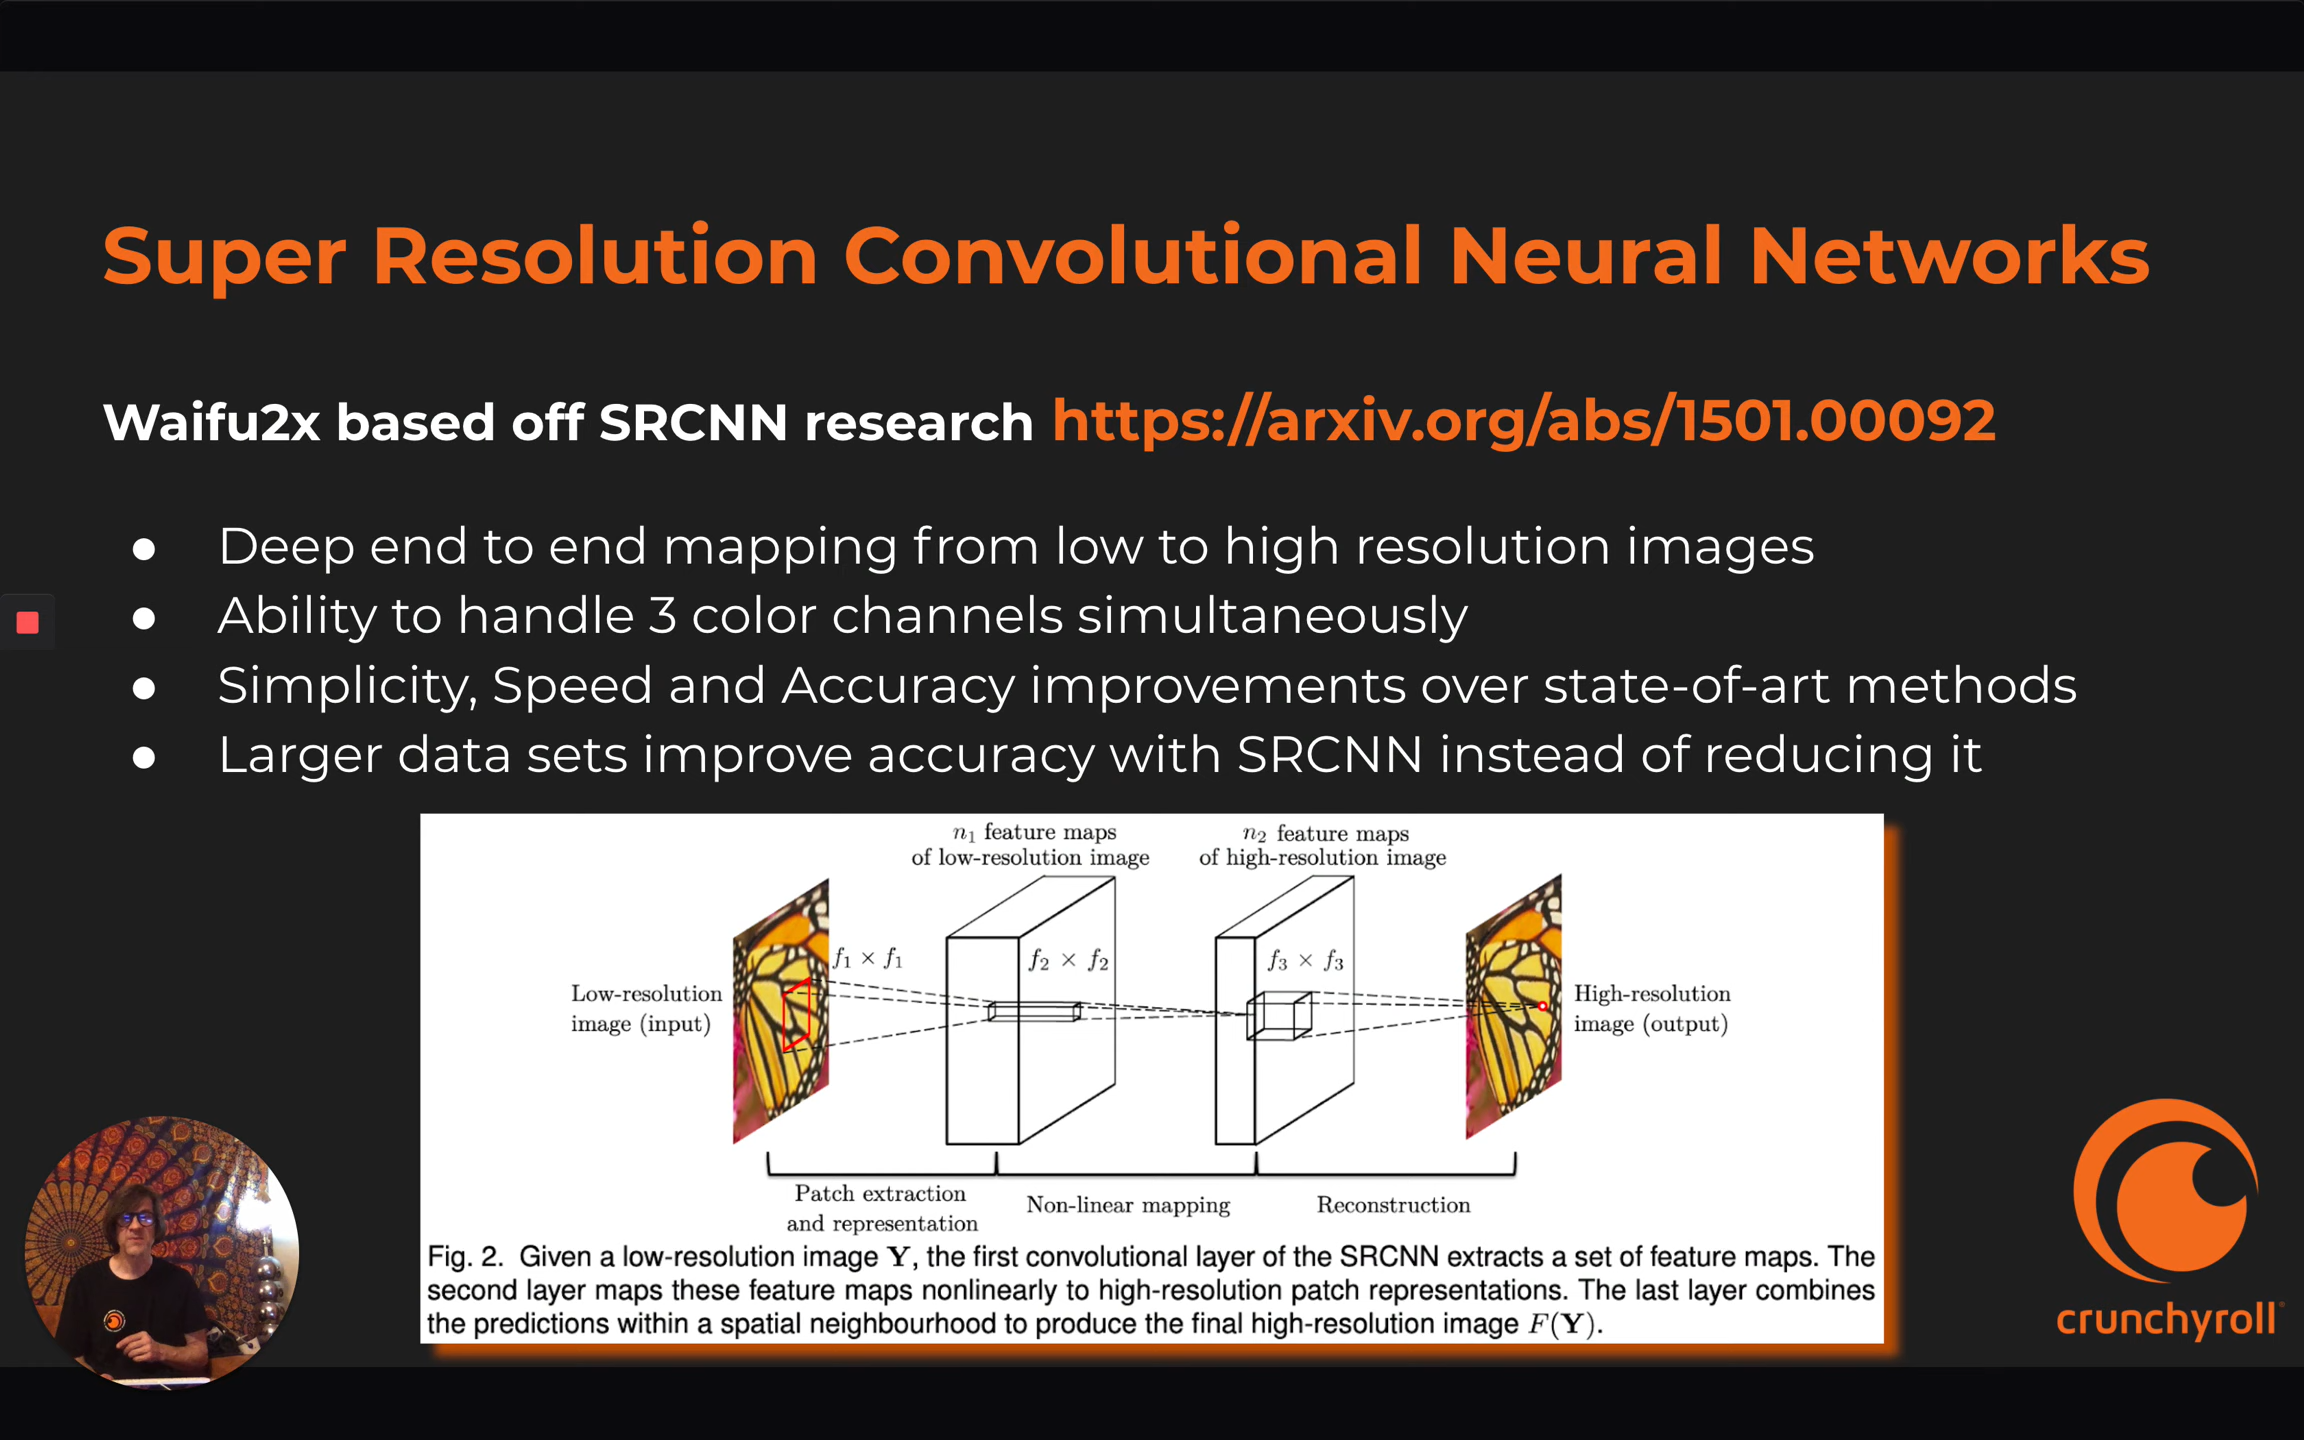 Super Resolution Convolutional Neural Networks
Waifu2x based off SRCNN research https://arxiv.org/abs/1501.00092
● Deep end to end mapping from low to high resolution images
● Ability to handle 3 color channels simultaneously
● Simplicity, Speed and Accuracy improvements over state-of-art methods
● Larger data sets improve accuracy with SRCNN instead of reducing it
n₁ feature maps
of low-resolution image
n₂ feature maps
of high-resolution image
f₁ × f₁
f₂ × f₂
f₃ × f₃
Low-resolution
image (input)
High-resolution
image (output)
Patch extraction
and representation
Non-linear mapping
Reconstruction
Fig. 2. Given a low-resolution image Y, the first convolutional layer of the SRCNN extracts a set of feature maps. The
second layer maps these feature maps nonlinearly to high-resolution patch representations. The last layer combines
the predictions within a spatial neighbourhood to produce the final high-resolution image F(Y).
crunchyroll